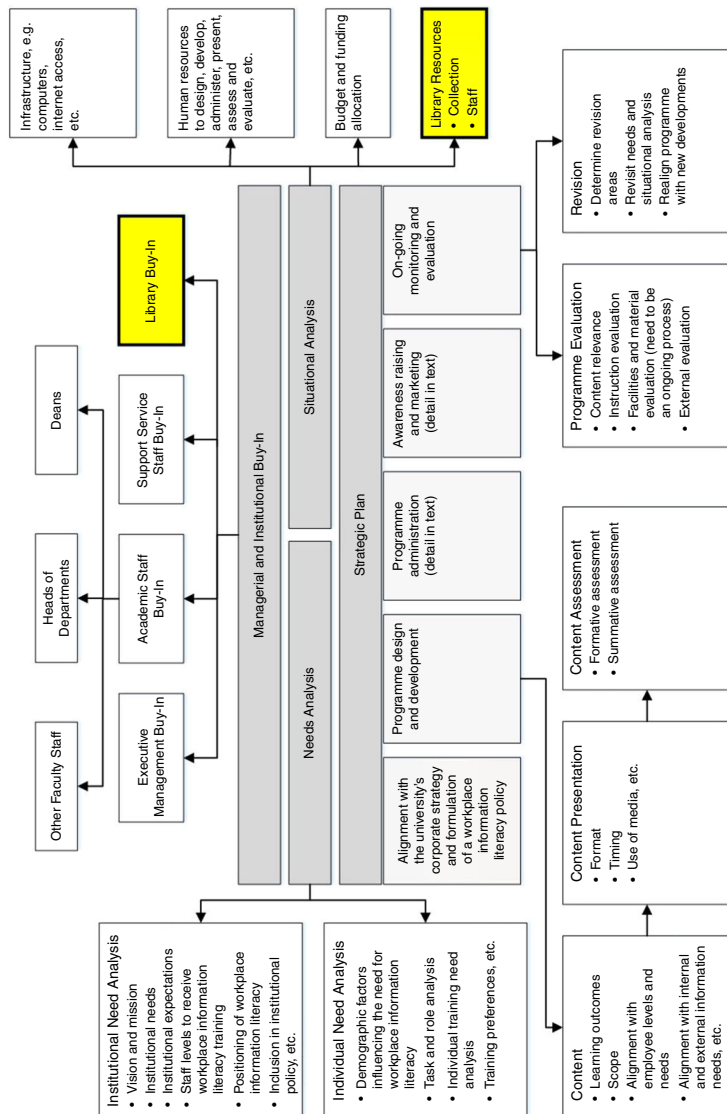 Other Faculty Staff
Heads of
Departments
Deans
Executive
Management Buy-In
Academic Staff
Buy-In
Support Service
Staff Buy-In
Library Buy-In
Managerial and Institutional Buy-In
Needs Analysis
Situational Analysis
Strategic Plan
Alignment with
the university's
corporate strategy
and formulation
of a workplace
information
literacy policy
Programme design
and development
Programme
administration
(detail in text)
Awareness raising
and marketing
(detail in text)
On-going
monitoring and
evaluation
Institutional Need Analysis
• Vision and mission
• Institutional needs
• Institutional expectations
• Staff levels to receive
workplace information
literacy training
• Positioning of workplace
information literacy
• Inclusion in institutional
policy, etc.
Individual Need Analysis
• Demographic factors
influencing the need for
workplace information
literacy
• Task and role analysis
• Individual training need
analysis
• Training preferences, etc.
Infrastructure, e.g.
computers,
internet access,
etc.
Human resources
to design, develop,
administer, present,
assess and
evaluate, etc.
Budget and funding
allocation
Library Resources
• Collection
• Staff
Content
• Learning outcomes
• Scope
• Alignment with
employee levels and
needs
• Alignment with internal
and external information
needs, etc.
Content Presentation
• Format
• Timing
• Use of media, etc.
Content Assessment
• Formative assessment
• Summative assessment
Programme Evaluation
• Content relevance
• Instruction evaluation
• Facilities and material
evaluation (need to be
an ongoing process)
• External evaluation
Revision
• Determine revision
areas
• Revisit needs and
situational analysis
• Realign programme
with new developments